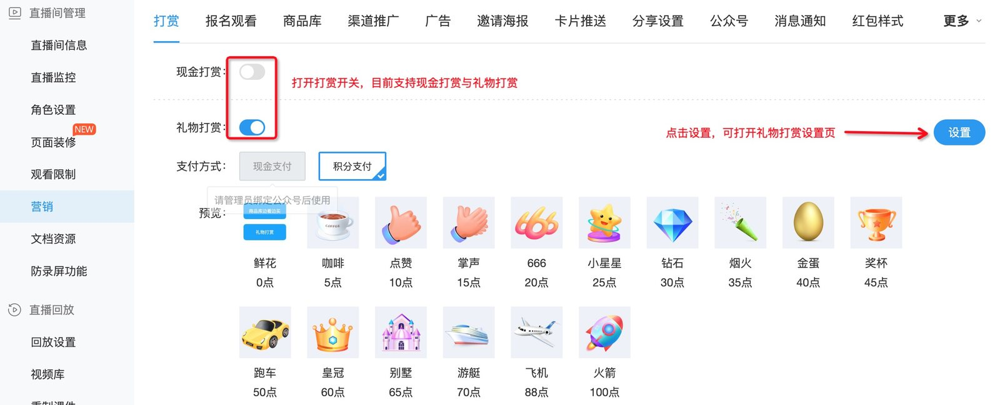 直播间管理
直播间信息
直播监控
角色设置
NEW
页面装修
观看限制
营销
文档资源
防录屏功能
直播回放
回放设置
视频库
重制课件
打赏 报名观看 商品库 渠道推广 广告 邀请海报 卡片推送 分享设置 公众号 消息通知 红包样式 更多
现金打赏:
打开打赏开关，目前支持现金打赏与礼物打赏
礼物打赏:
点击设置，可打开礼物打赏设置页
设置
支付方式: 现金支付 积分支付
请管理员绑定公众号后使用
预览:
商品库边看边买
礼物打赏
COFFEE
666
鲜花 咖啡 点赞 掌声 666 小星星 钻石 烟火 金蛋 奖杯
0点 5点 10点 15点 20点 25点 30点 35点 40点 45点
跑车 皇冠 别墅 游艇 飞机 火箭
50点 60点 65点 70点 88点 100点